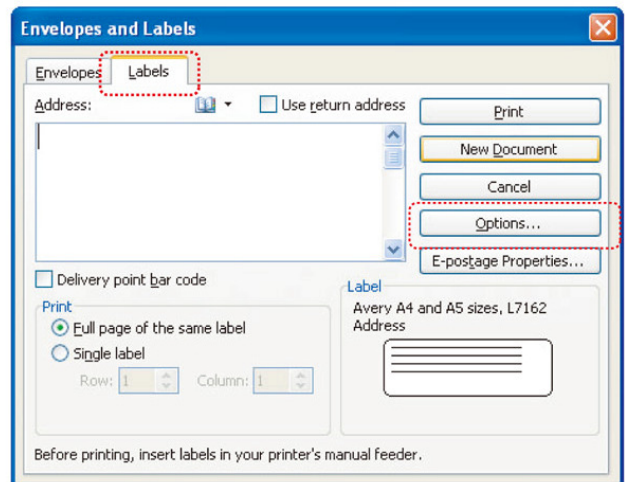 Envelopes and Labels
Envelopes Labels
Address: Use return address
Print
New Document
Cancel
Options...
E-postage Properties...
Delivery point bar code
Print
Full page of the same label
Single label
Row: 1 Column: 1
Label
Avery A4 and A5 sizes, L7162
Address
Before printing, insert labels in your printer's manual feeder.